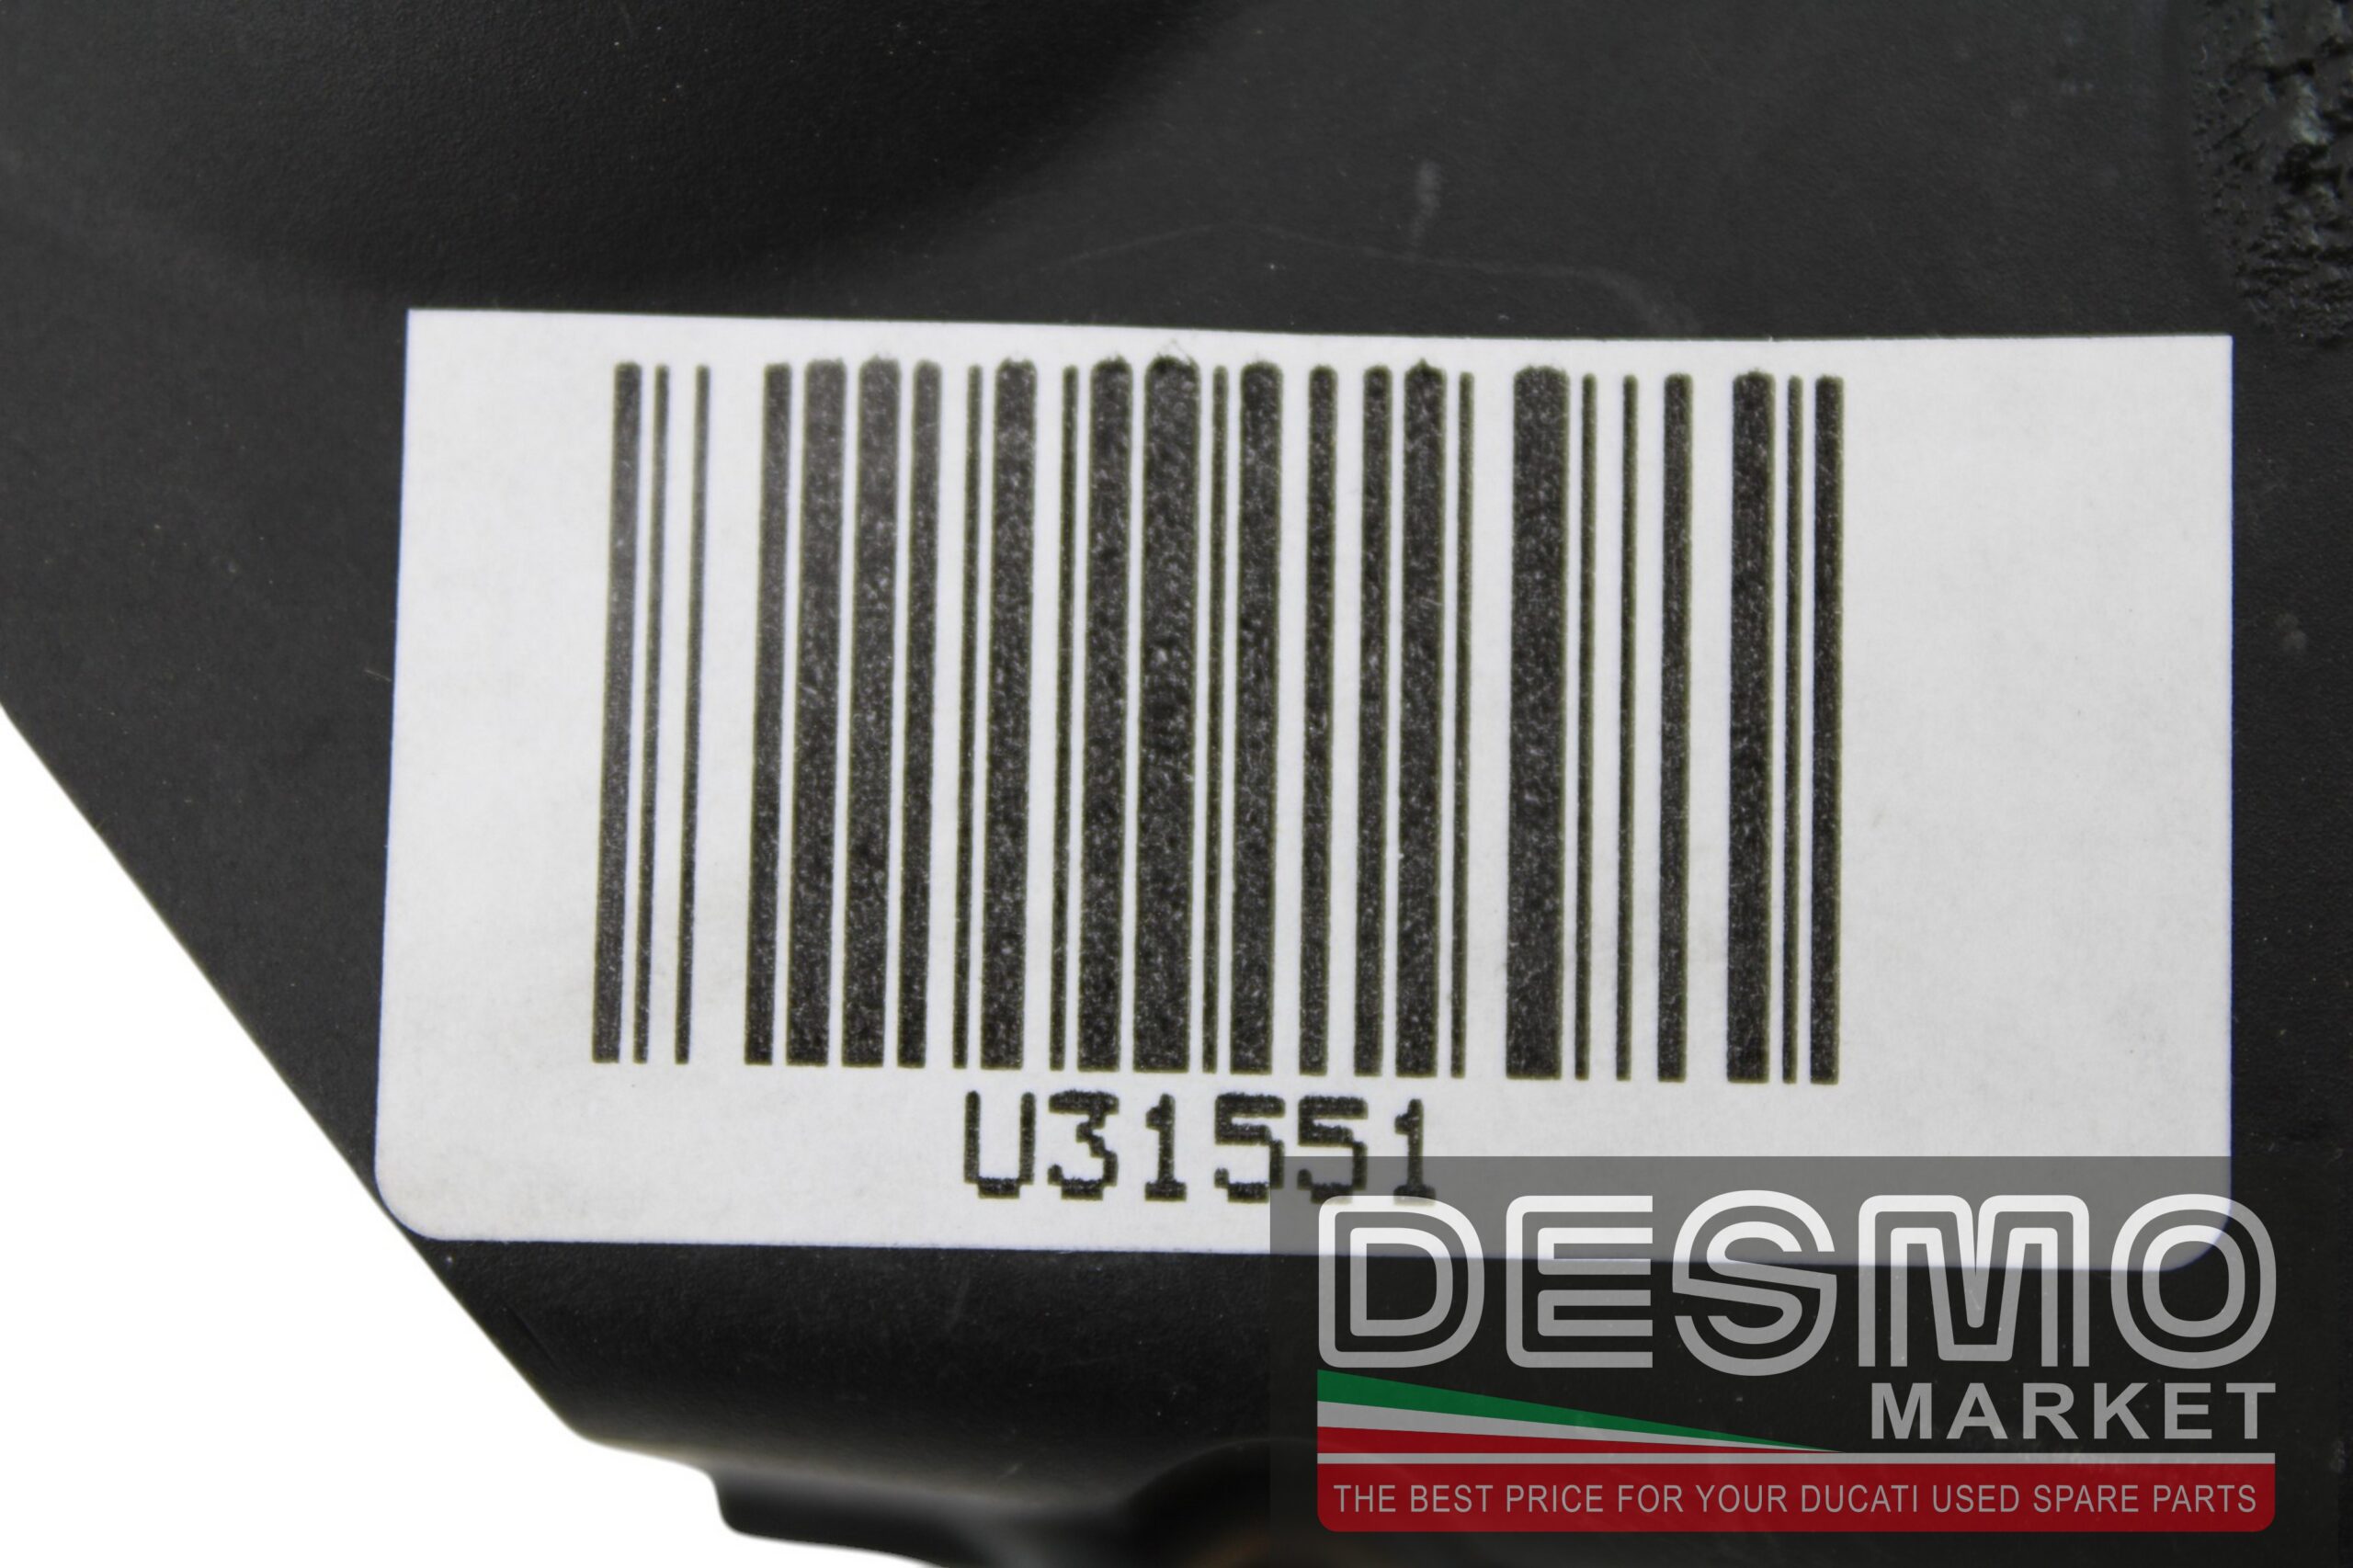 U31551
DESMO
MARKET
THE BEST PRICE FOR YOUR DUCATI USED SPARE PARTS